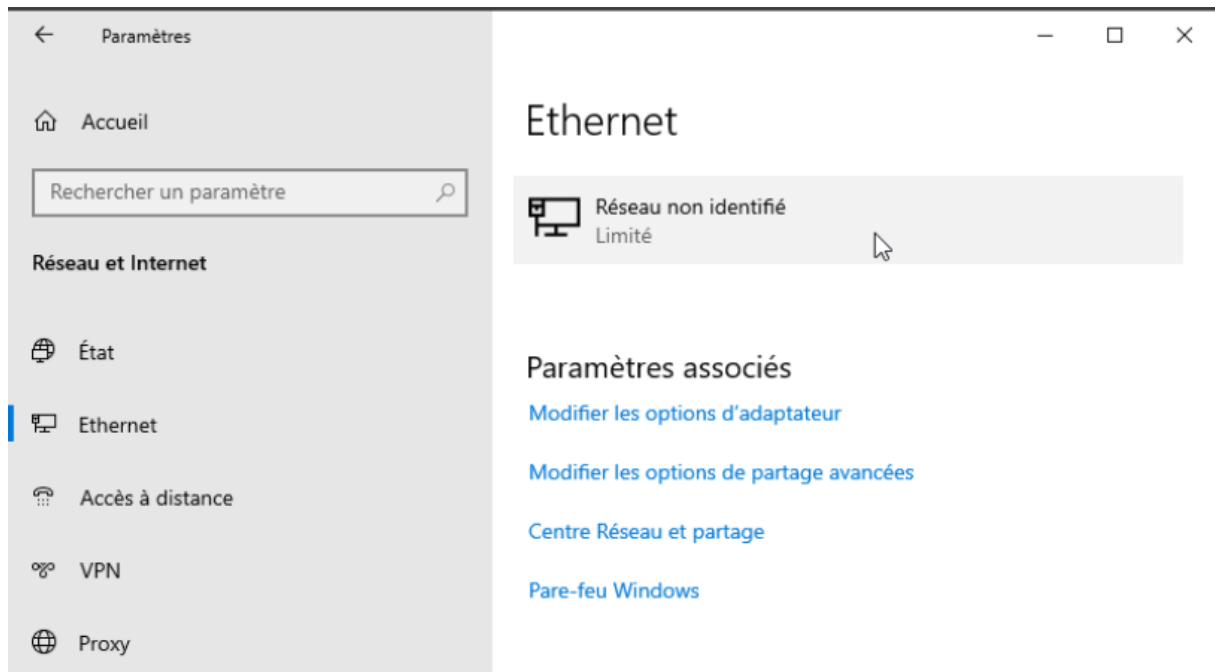 Paramètres
Accueil
Rechercher un paramètre
Réseau et Internet
État
Ethernet
Accès à distance
VPN
Proxy
Ethernet
Réseau non identifié
Limité
Paramètres associés
Modifier les options d'adaptateur
Modifier les options de partage avancées
Centre Réseau et partage
Pare-feu Windows